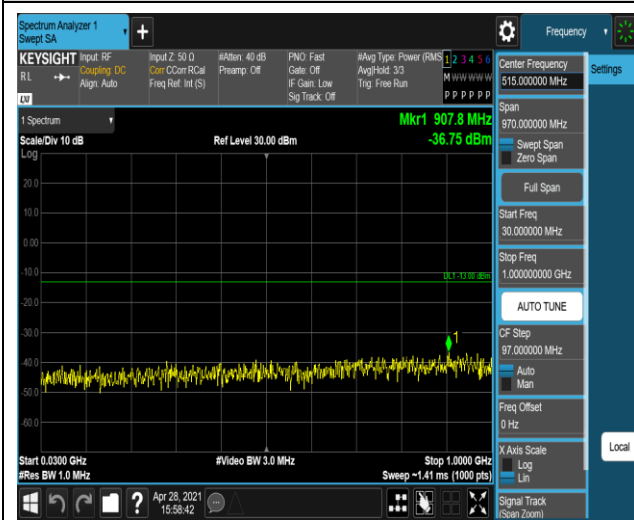 Spectrum Analyzer 1
Swept SA
Frequency
KEYSIGHT
RL
LXI
Input: RF
Coupling: DC
Align: Auto
Input Z: 50 Ω
Corr CCorr RCal
Freq Ref: Int (S)
#Atten: 40 dB
Preamp: Off
PNO: Fast
Gate: Off
IF Gain: Low
Sig Track: Off
#Avg Type: Power (RMS
Avg|Hold: 3/3
Trig: Free Run
1 2 3 4 5 6
M W W W W W
P P P P P P
1 Spectrum
Scale/Div 10 dB
Log
Ref Level 30.00 dBm
Mkr1 907.8 MHz
-36.75 dBm
20.0
10.0
0.00
-10.0
DL1 -13.00 dBm
-20.0
-30.0
1
-40.0
-50.0
-60.0
Start 0.0300 GHz
#Res BW 1.0 MHz
#Video BW 3.0 MHz
Stop 1.0000 GHz
Sweep ~1.41 ms (1000 pts)
Apr 28, 2021
15:58:42
Center Frequency
515.000000 MHz
Settings
Span
970.000000 MHz
Swept Span
Zero Span
Full Span
Start Freq
30.000000 MHz
Stop Freq
1.000000000 GHz
AUTO TUNE
CF Step
97.000000 MHz
Auto
Man
Freq Offset
0 Hz
X Axis Scale
Log
Lin
Local
Signal Track
(Span Zoom)